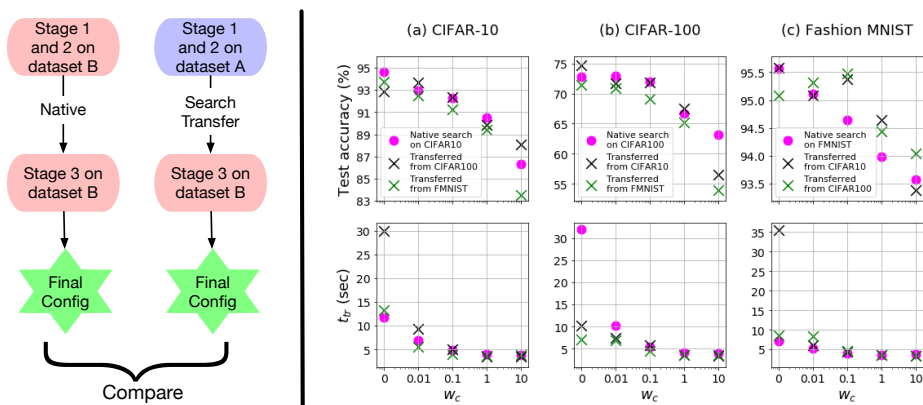 Stage 1
and 2 on
dataset B
Stage 1
and 2 on
dataset A
Native
Search
Transfer
Stage 3 on
dataset B
Stage 3 on
dataset B
Final
Config
Final
Config
Compare
(a) CIFAR-10
(b) CIFAR-100
(c) Fashion MNIST
Test accuracy (%)
95
93
91
89
87
85
83
Native search
on CIFAR10
Transferred
from CIFAR100
Transferred
from FMNIST
75
70
65
60
55
Native search
on CIFAR100
Transferred
from CIFAR10
Transferred
from FMNIST
95.5
95.0
94.5
94.0
93.5
Native search
on FMNIST
Transferred
from CIFAR10
Transferred
from CIFAR100
t_tr (sec)
30
25
20
15
10
5
0 0.01 0.1 1 10
w_c
30
25
20
15
10
5
0 0.01 0.1 1 10
w_c
35
30
25
20
15
10
5
0 0.01 0.1 1 10
w_c